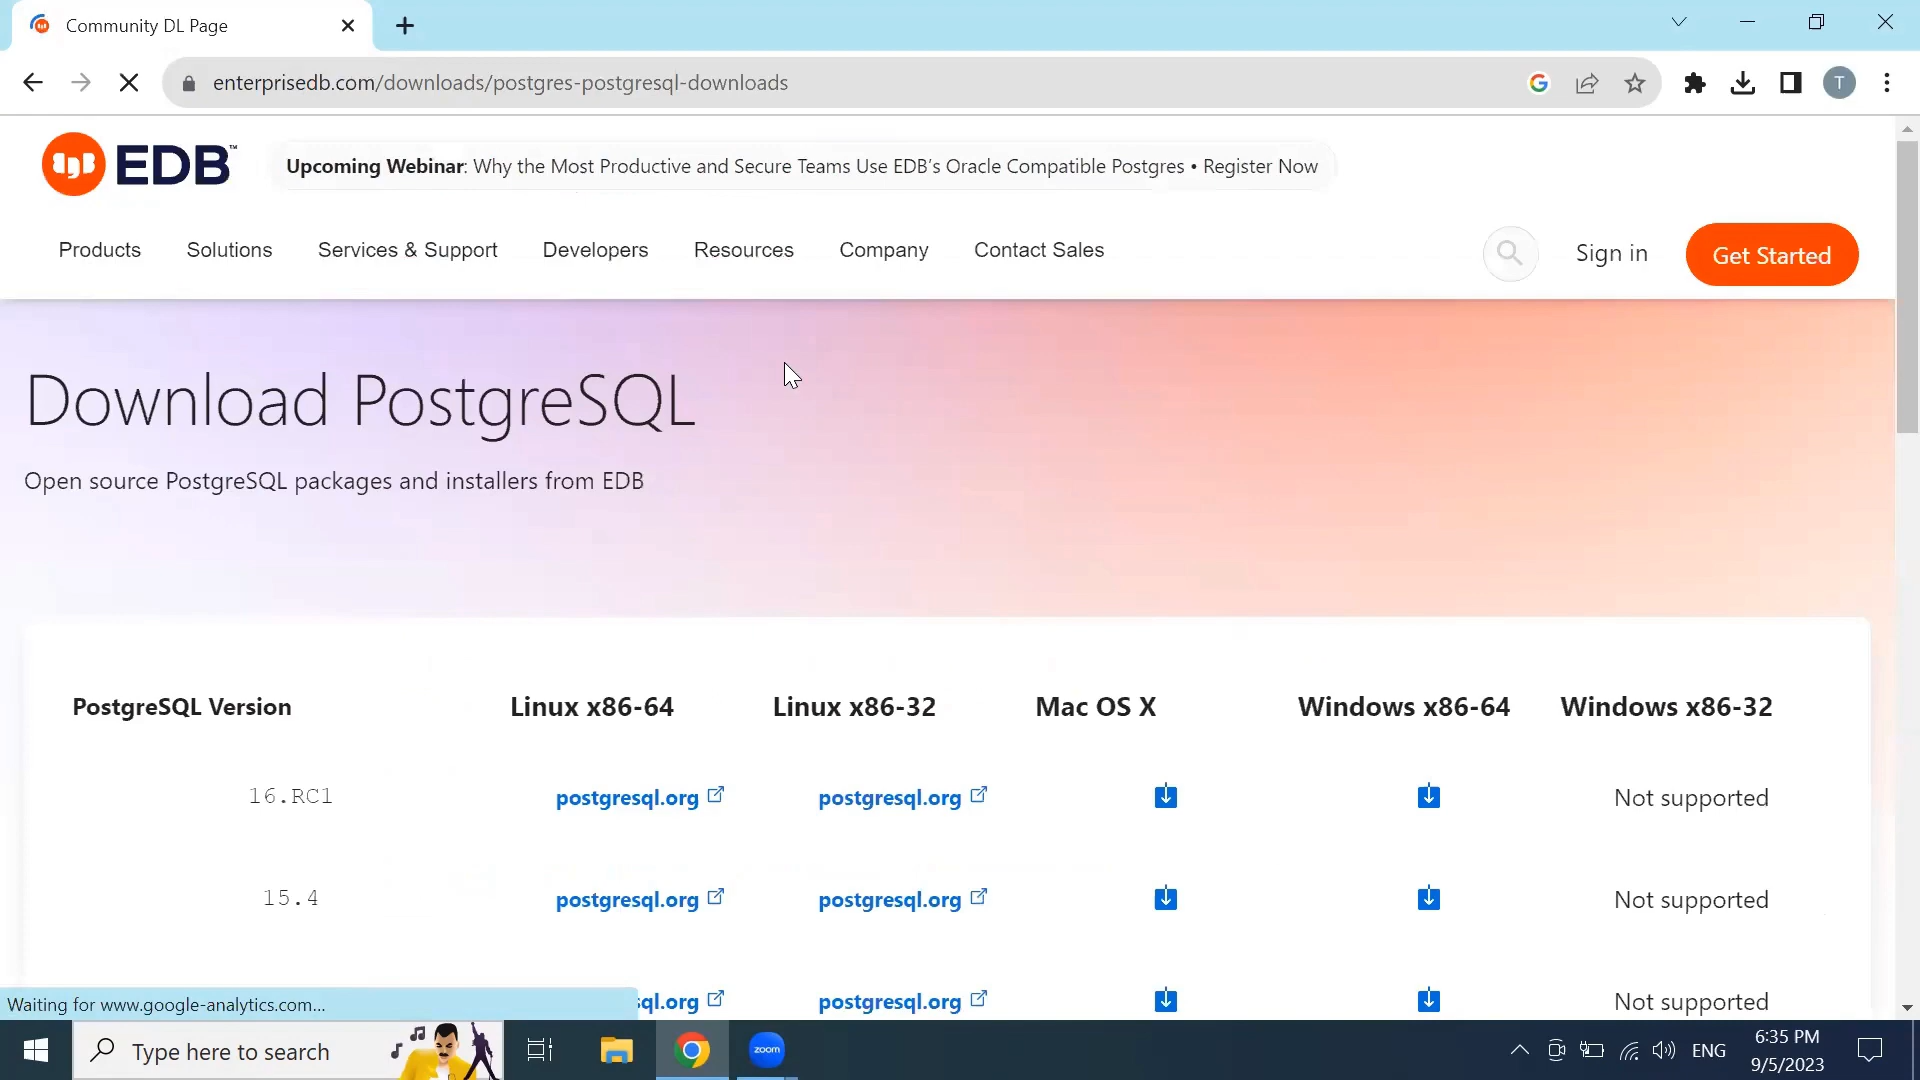 Community DL Page
enterprisedb.com/downloads/postgres-postgresql-downloads
T
EDB™
Upcoming Webinar: Why the Most Productive and Secure Teams Use EDB’s Oracle Compatible Postgres • Register Now
Products Solutions Services & Support Developers Resources Company Contact Sales
Sign in
Get Started
Download PostgreSQL
Open source PostgreSQL packages and installers from EDB
PostgreSQL Version Linux x86-64 Linux x86-32 Mac OS X Windows x86-64 Windows x86-32
16.RC1 postgresql.org postgresql.org Not supported
15.4 postgresql.org postgresql.org Not supported
sql.org postgresql.org Not supported
Waiting for www.google-analytics.com...
Type here to search
zoom
ENG
6:35 PM
9/5/2023